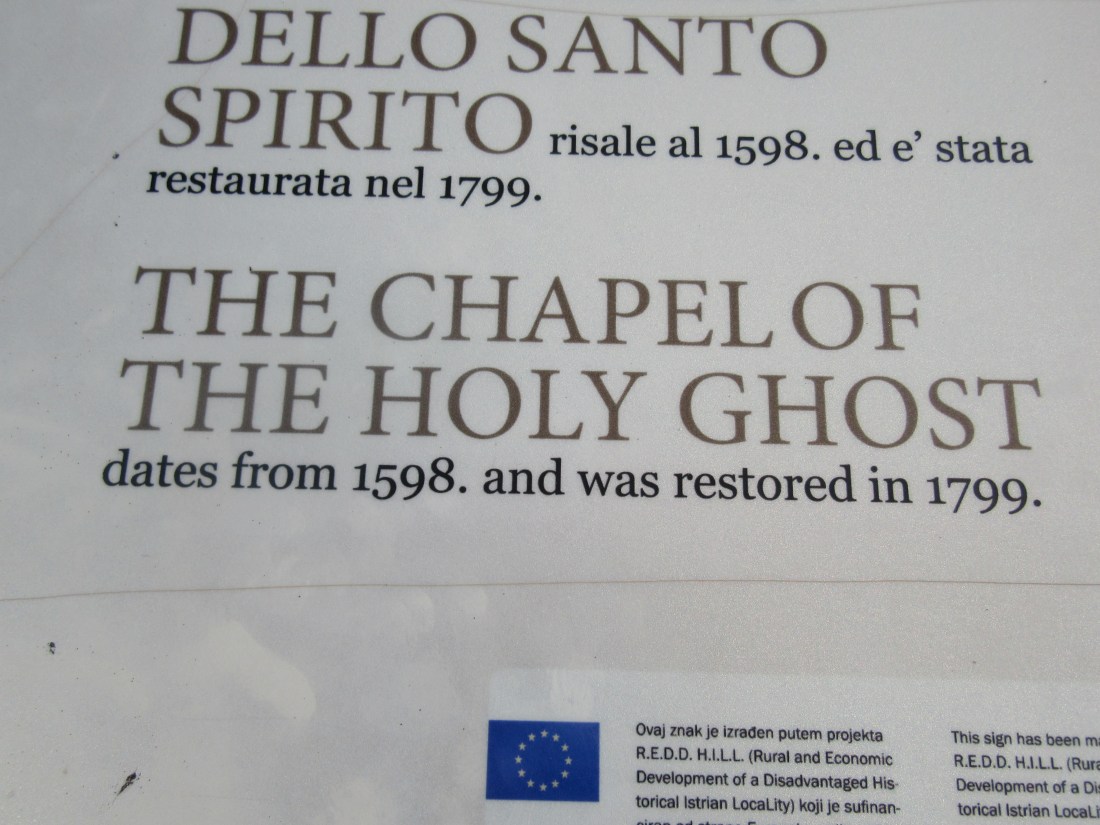 DELLO SANTO
SPIRITO risale al 1598. ed e' stata
restaurata nel 1799.
THE CHAPEL OF
THE HOLY GHOST
dates from 1598. and was restored in 1799.
Ovaj znak je izrađen putem projekta
R.E.D.D. H.I.L.L. (Rural and Economic
Development of a Disadvantaged His-
torical Istrian LocaLity) koji je sufinan-
This sign has been
R.E.D.D. H.I.L.L.
Development of a
torical Istrian